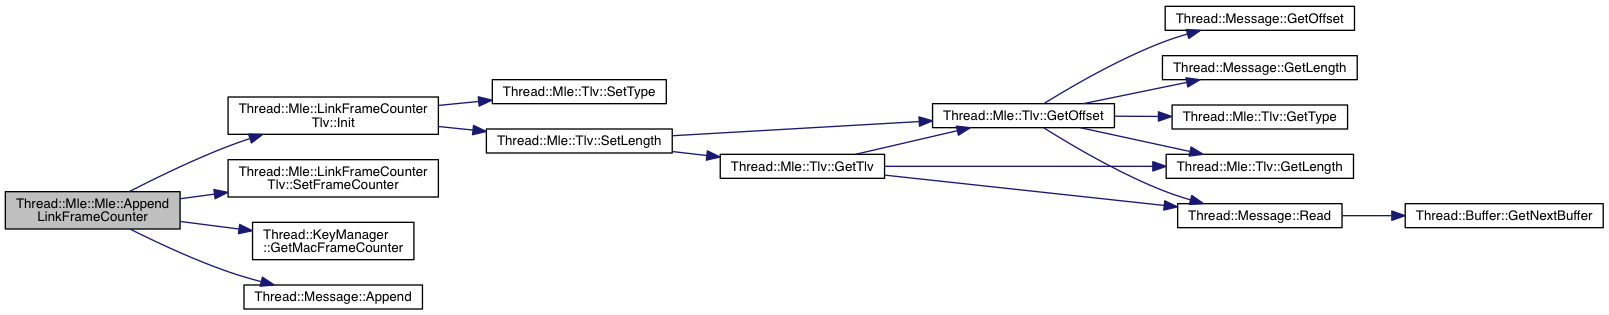 Thread::Mle::Mle::Append
LinkFrameCounter
Thread::Mle::LinkFrameCounter
Tlv::Init
Thread::Mle::LinkFrameCounter
Tlv::SetFrameCounter
Thread::KeyManager
::GetMacFrameCounter
Thread::Message::Append
Thread::Mle::Tlv::SetType
Thread::Mle::Tlv::SetLength
Thread::Mle::Tlv::GetTlv
Thread::Mle::Tlv::GetOffset
Thread::Message::GetOffset
Thread::Message::GetLength
Thread::Mle::Tlv::GetType
Thread::Mle::Tlv::GetLength
Thread::Message::Read
Thread::Buffer::GetNextBuffer